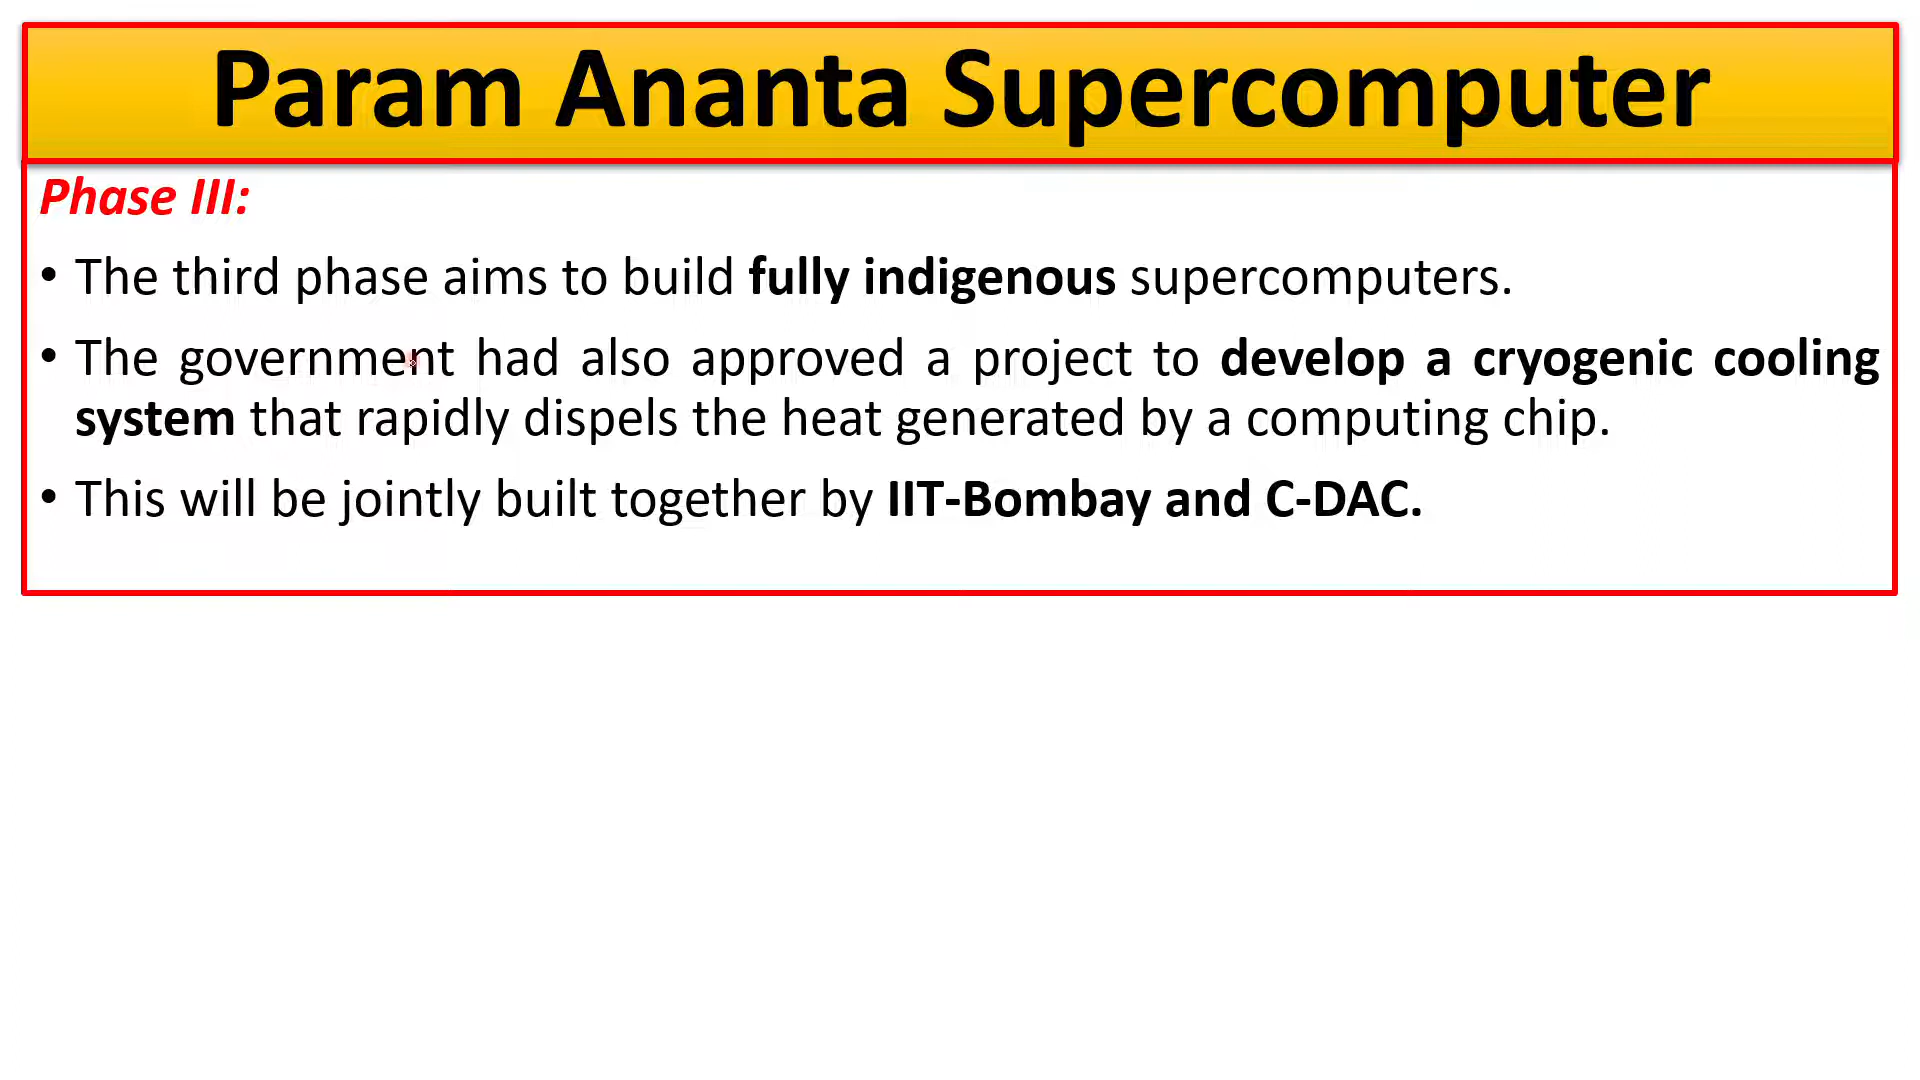 Param Ananta Supercomputer
Phase III:
• The third phase aims to build fully indigenous supercomputers.
• The government had also approved a project to develop a cryogenic cooling
system that rapidly dispels the heat generated by a computing chip.
• This will be jointly built together by IIT-Bombay and C-DAC.